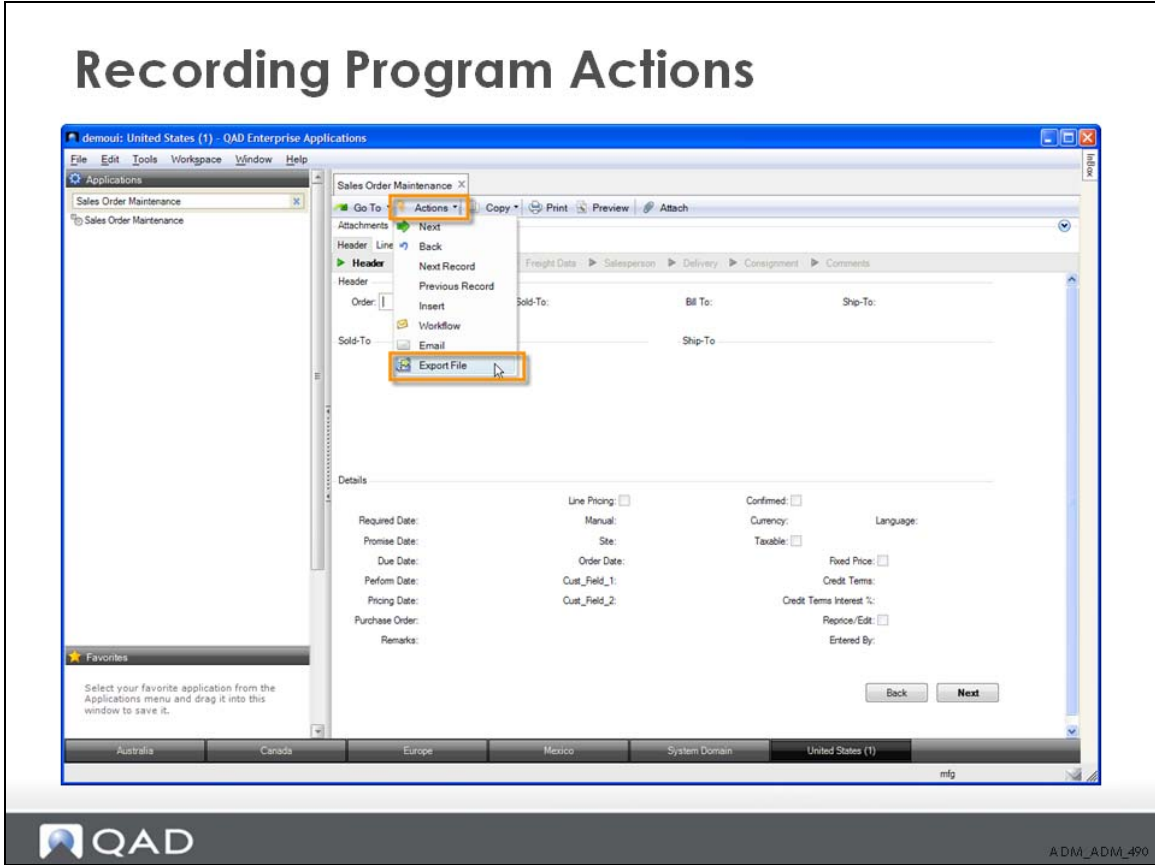 Recording Program Actions
demoui: United States (1) - QAD Enterprise Applications
File Edit Tools Workspace Window Help
InBox
Applications
Sales Order Maintenance
Sales Order Maintenance
Sales Order Maintenance
Go To Actions Copy Print Preview Attach
Attachments
Next
Header Line
Back
Header Freight Data Salesperson Delivery Consignment Comments
Next Record
Header
Previous Record
Order: Sold-To: Bill To: Ship-To:
Insert
Workflow
Sold-To Ship-To
Email
Export File
Details
Line Pricing: Confirmed:
Required Date: Manual: Currency: Language:
Promise Date: Site: Taxable:
Due Date: Order Date: Fixed Price:
Perform Date: Cust_Field_1: Credit Terms:
Pricing Date: Cust_Field_2: Credit Terms Interest %:
Purchase Order: Reprice/Edit:
Remarks: Entered By:
Favorites
Select your favorite application from the
Applications menu and drag it into this
window to save it.
Back Next
Australia Canada Europe Mexico System Domain United States (1)
mfg
QAD
ADM_ADM_490